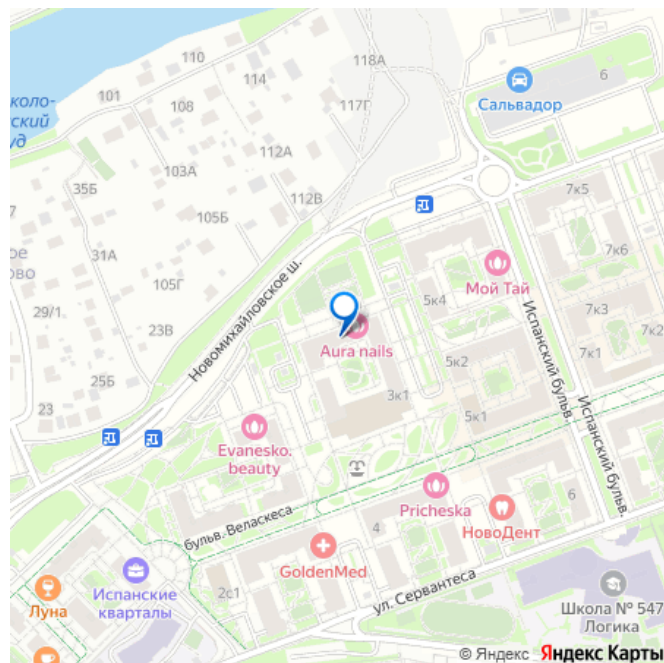 110
118А
101
114
6
Сальвадор
108
117Г
коло-
ский
уд
112А
103А
35Б
112В
7к5
105Б
7
7к6
31А
Мой Тай
ое
ово
105Г
5к4
7к3
29/1
Новомихайловское ш.
Испанский бульв.
23В
Aura nails
7к1
5к2
25Б
3к1
23
5к1
Испанский бульв.
Evanesko.
beauty
бульв. Веласкеса
Pricheska
6
НовоДент
4
GoldenMed
2с1
Испанские
кварталы
Луна
ул. Сервантеса
Школа № 547
Логика
© Яндекс Яндекс Карты